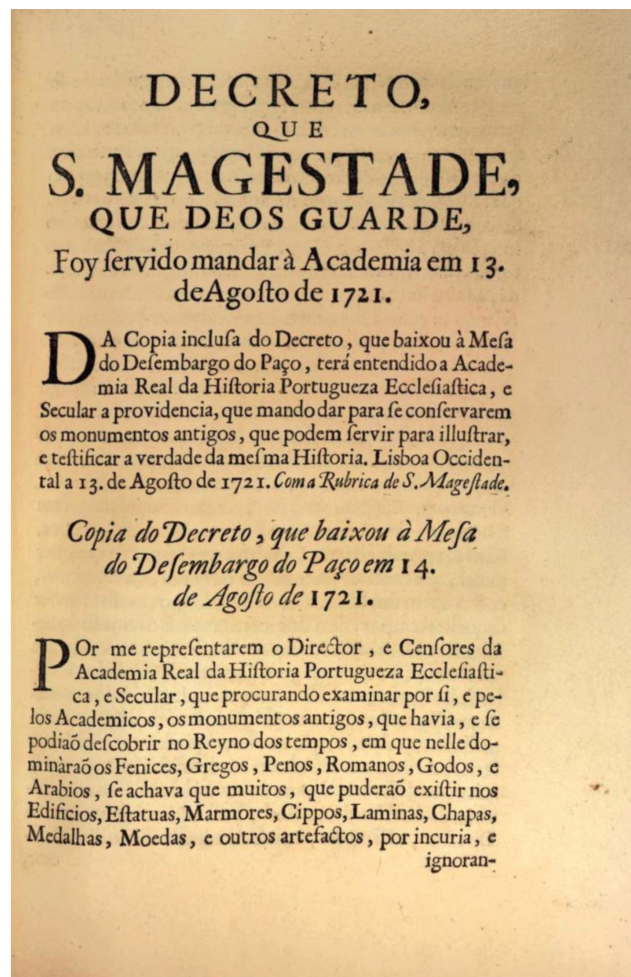 DECRETO,
QUE
S. MAGESTADE,
QUE DEOS GUARDE,
Foy ſervido mandar à Academia em 13.
de Agoſto de 1721.
DA Copia incluſa do Decreto, que baixou à Meſa
do Deſembargo do Paço, terá entendido a Acade-
mia Real da Hiſtoria Portugueza Eccleſiaſtica, e
Secular a providencia, que mando dar para ſe conſervarem
os monumentos antigos, que podem ſervir para illuſtrar,
e teſtificar a verdade da meſma Hiſtoria. Lisboa Occiden-
tal a 13. de Agoſto de 1721. Com a Rubrica de S. Mageſtade.
Copia do Decreto, que baixou à Meſa
do Deſembargo do Paço em 14.
de Agoſto de 1721.
POr me repreſentarem o Director, e Cenſores da
Academia Real da Hiſtoria Portugueza Eccleſiaſti-
ca, e Secular, que procurando examinar por ſi, e pe-
los Academicos, os monumentos antigos, que havia, e ſe
podiaõ deſcobrir no Reyno dos tempos, em que nelle do-
minàraõ os Fenices, Gregos, Penos, Romanos, Godos, e
Arabios, ſe achava que muitos, que puderaõ exiſtir nos
Edificios, Eſtatuas, Marmores, Cippos, Laminas, Chapas,
Medalhas, Moedas, e outros artefactos, por incuria, e
ignoran-